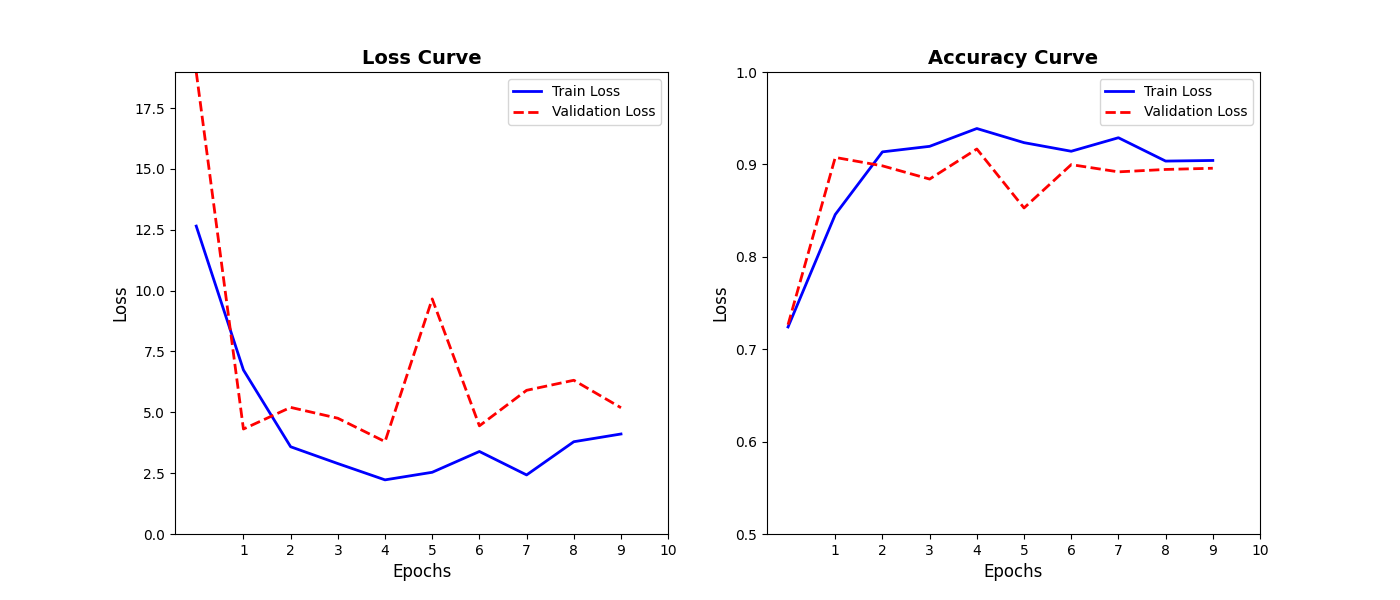 Loss Curve
Train Loss
Validation Loss
17.5
15.0
12.5
10.0
7.5
5.0
2.5
0.0
Loss
1 2 3 4 5 6 7 8 9 10
Epochs
Accuracy Curve
Train Loss
Validation Loss
1.0
0.9
0.8
0.7
0.6
0.5
Loss
1 2 3 4 5 6 7 8 9 10
Epochs